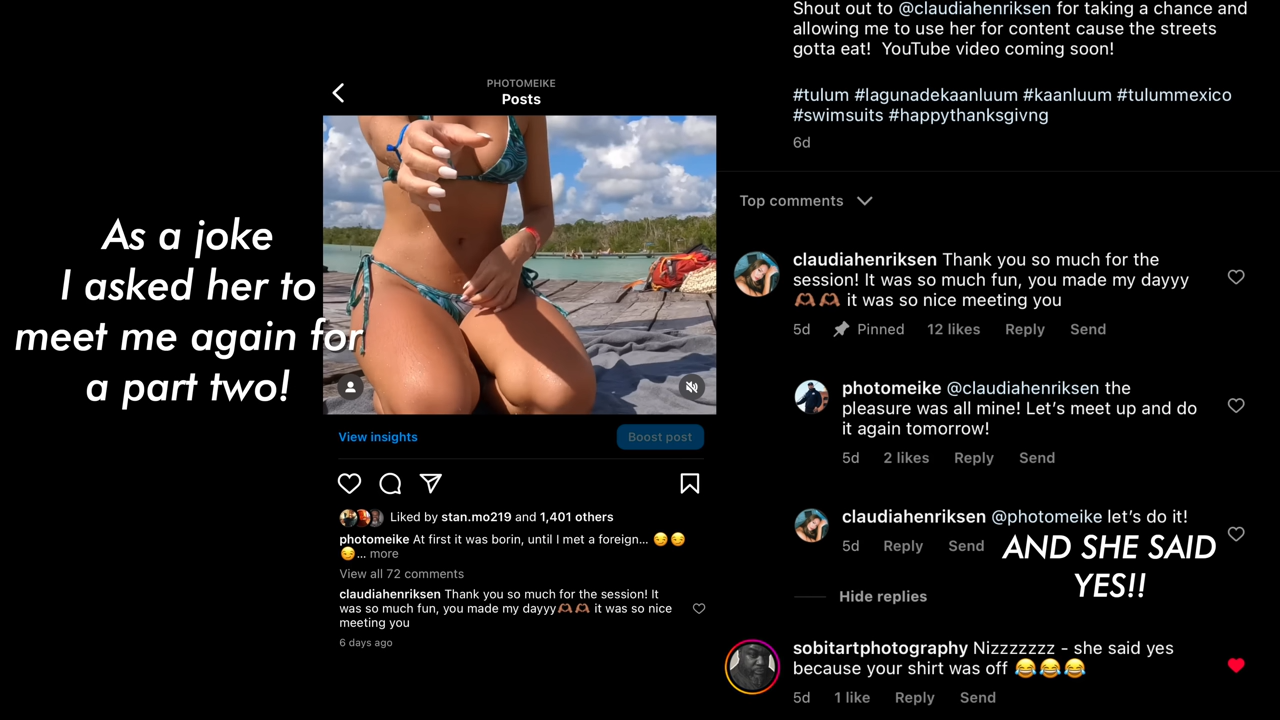 As a joke
I asked her to
meet me again for
a part two!
PHOTOMEIKE
Posts
View insights
Boost post
Liked by stan.mo219 and 1,401 others
photomeike At first it was borin, until I met a foreign... 😏😏
😏... more
View all 72 comments
claudiahenriksen Thank you so much for the session! It
was so much fun, you made my dayyy🫶🏾🫶🏾 it was so nice
meeting you
6 days ago
Shout out to @claudiahenriksen for taking a chance and
allowing me to use her for content cause the streets
gotta eat!  YouTube video coming soon!
#tulum #lagunadekaanluum #kaanluum #tulummexico
#swimsuits #happythanksgivng
6d
Top comments
claudiahenriksen Thank you so much for the
session! It was so much fun, you made my dayyy
🫶🏾🫶🏾 it was so nice meeting you
5d Pinned 12 likes Reply Send
photomeike @claudiahenriksen the
pleasure was all mine! Let's meet up and do
it again tomorrow!
5d 2 likes Reply Send
claudiahenriksen @photomeike let's do it!
5d Reply Send
AND SHE SAID
YES!!
Hide replies
sobitartphotography Nizzzzzzz - she said yes
because your shirt was off 😂😂😂
5d 1 like Reply Send